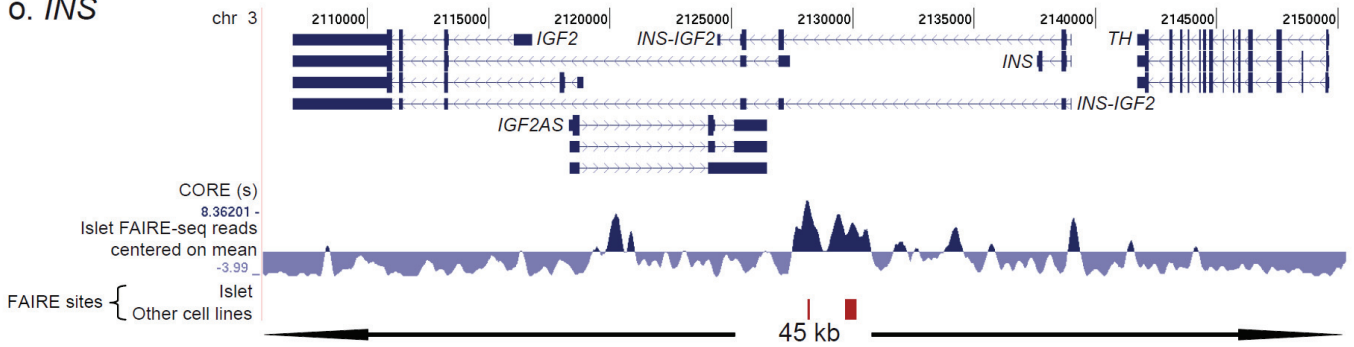 o. INS
chr 3 2110000 2115000 2120000 2125000 2130000 2135000 2140000 2145000 2150000
IGF2 INS-IGF2 TH
INS
INS-IGF2
IGF2AS
CORE (s)
8.36201 -
Islet FAIRE-seq reads
centered on mean
-3.99 _
Islet
FAIRE sites {
Other cell lines
45 kb